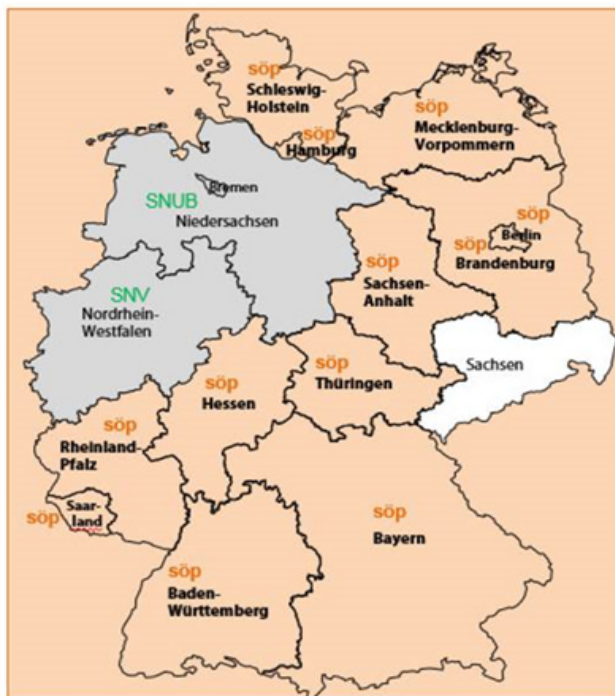 söp
Schleswig-
Holstein
söp
Hamburg
söp
Mecklenburg-
Vorpommern
SNUB
Bremen
Niedersachsen
söp
Berlin
söp
Brandenburg
söp
Sachsen-
Anhalt
SNV
Nordrhein-
Westfalen
Sachsen
söp
Hessen
söp
Thüringen
söp
Rheinland-
Pfalz
söp
Saar-
land
söp
Bayern
söp
Baden-
Württemberg